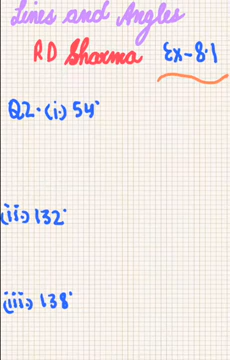 Lines and Angles
RD Sharma Ex-8.1
Q2. (i.) 54°
(ii.) 132°
(iii.) 138°